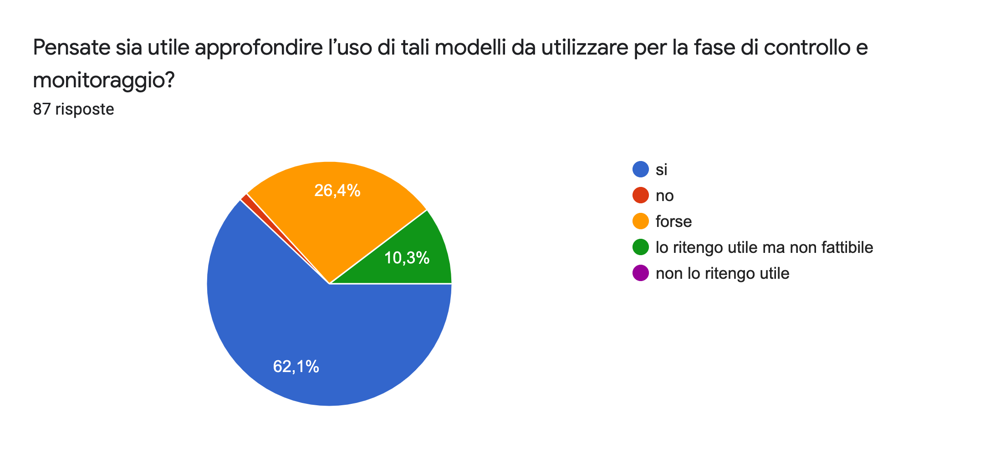 Pensate sia utile approfondire l’uso di tali modelli da utilizzare per la fase di controllo e
monitoraggio?
87 risposte
26,4%
10,3%
62,1%
si
no
forse
lo ritengo utile ma non fattibile
non lo ritengo utile